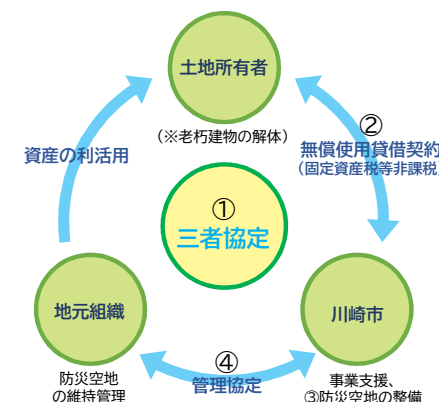 土地所有者
(※老朽建物の解体)
②
無償使用貸借契約
(固定資産税等非課税)
資産の利活用
①
三者協定
地元組織
川崎市
④
管理協定
防災空地
の維持管理
事業支援、
③防災空地の整備